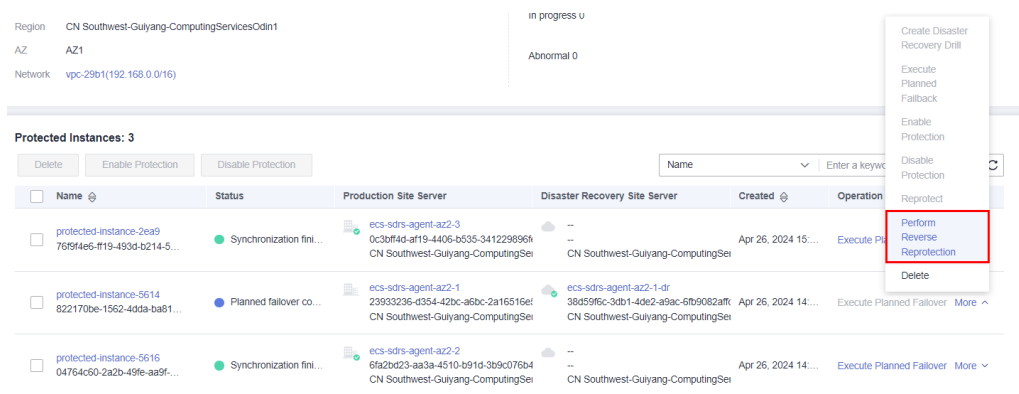 In progress 0
Region CN Southwest-Guiyang-ComputingServicesOdin1
AZ AZ1
Abnormal 0
Network vpc-29b1(192.168.0.0/16)
Create Disaster
Recovery Drill
Execute
Planned
Failback
Enable
Protection
Disable
Protection
Reprotect
Perform
Reverse
Reprotection
Delete
Protected Instances: 3
Delete Enable Protection Disable Protection Name Enter a keywo
Name Status Production Site Server Disaster Recovery Site Server Created Operation
protected-instance-2ea9 Synchronization fini... ecs-sdrs-agent-az2-3 -- Apr 26, 2024 15:... Execute Pla
76f9f4e6-ff19-493d-b214-5... 0c3bff4d-af19-4406-b535-341229896f --
CN Southwest-Guiyang-ComputingSer CN Southwest-Guiyang-ComputingSer
protected-instance-5614 Planned failover co... ecs-sdrs-agent-az2-1 ecs-sdrs-agent-az2-1-dr Apr 26, 2024 14:... Execute Planned Failover More
822170be-1562-4dda-ba81... 23933236-d354-42bc-a6bc-2a16516e 38d59f6c-3db1-4de2-a9ac-6fb9082aff
CN Southwest-Guiyang-ComputingSer CN Southwest-Guiyang-ComputingSer
protected-instance-5616 Synchronization fini... ecs-sdrs-agent-az2-2 -- Apr 26, 2024 14:... Execute Planned Failover More
04764c60-2a2b-49fe-aa9f-... 6fa2bd23-aa3a-4510-b91d-3b9c076b4 --
CN Southwest-Guiyang-ComputingSer CN Southwest-Guiyang-ComputingSer